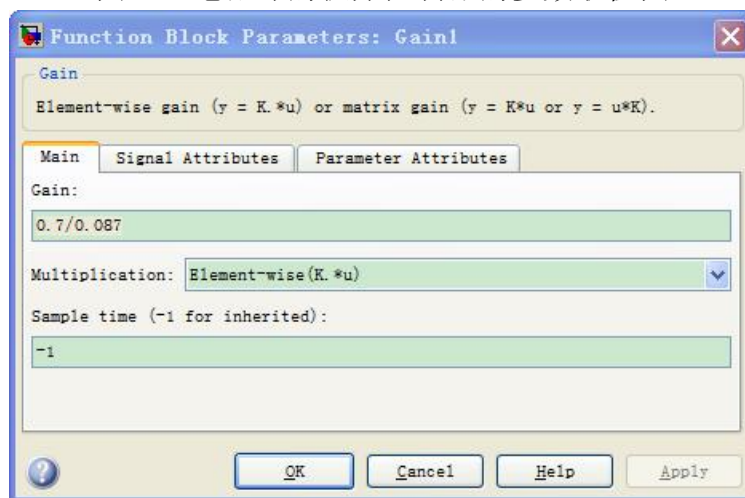 Function Block Parameters: Gain1
Gain
Element-wise gain (y = K.*u) or matrix gain (y = K*u or y = u*K).
Main Signal Attributes Parameter Attributes
Gain:
0.7/0.087
Multiplication: Element-wise(K.*u)
Sample time (-1 for inherited):
-1
OK Cancel Help Apply